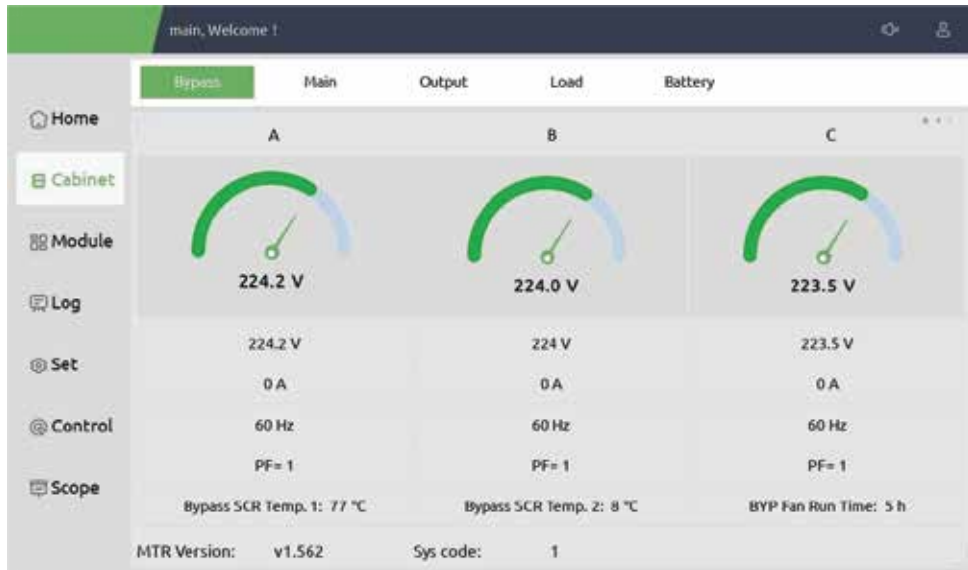 main, Welcome !
Bypass Main Output Load Battery
Home
A B C
Cabinet
Module
224.2 V 224.0 V 223.5 V
Log
224.2 V 224 V 223.5 V
Set
0 A 0 A 0 A
Control 60 Hz 60 Hz 60 Hz
PF= 1 PF= 1 PF= 1
Scope
Bypass SCR Temp. 1: 77 °C Bypass SCR Temp. 2: 8 °C BYP Fan Run Time: 5 h
MTR Version: v1.562 Sys code: 1